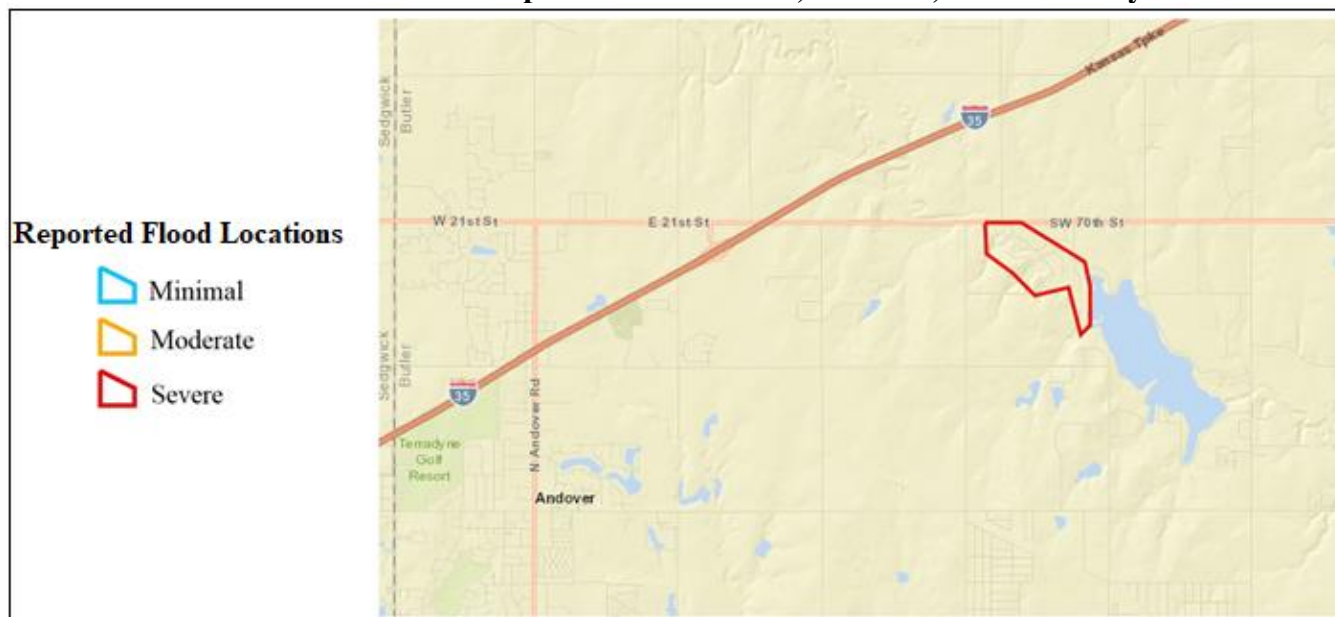 Reported Flood Locations
Minimal
Moderate
Severe
Sedgwick
Butler
Kansas Tpke
35
W 21st St
E 21st St
SW 70th St
Sedgwick
Butler
35
N Andover Rd
Terradyne
Golf
Resort
Andover